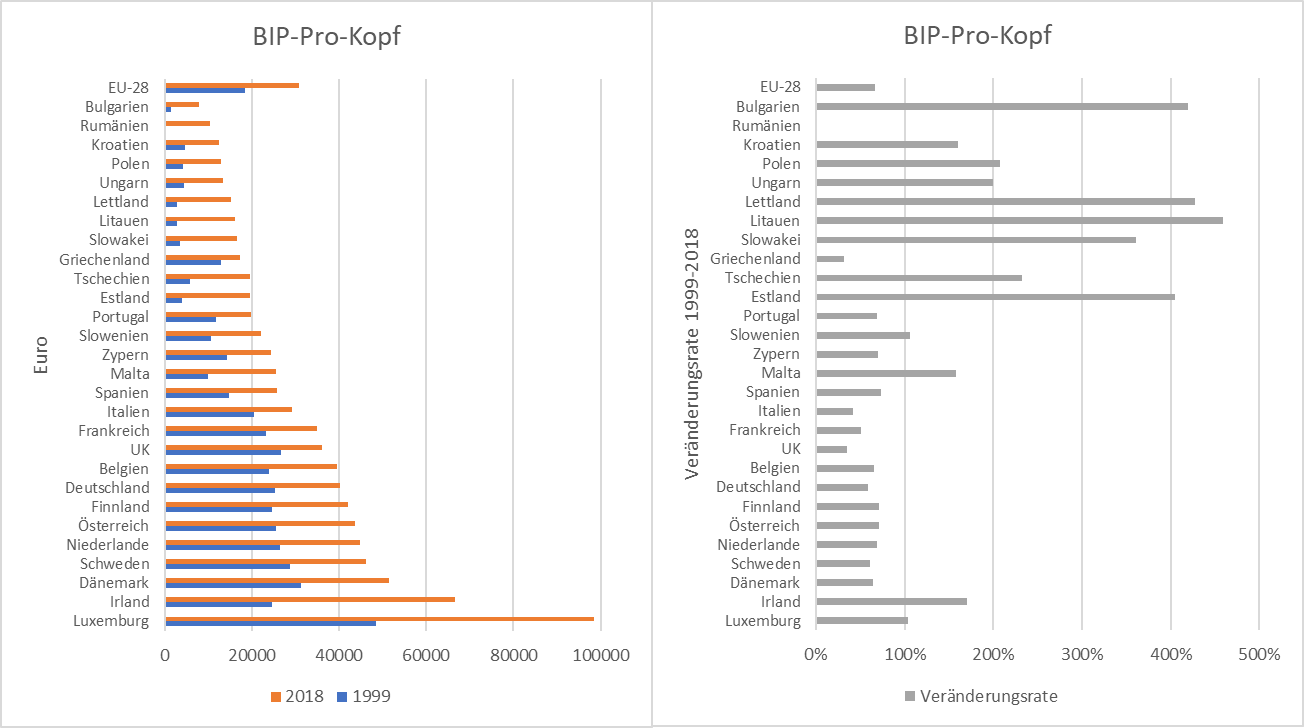 BIP-Pro-Kopf
Euro
EU-28
Bulgarien
Rumänien
Kroatien
Polen
Ungarn
Lettland
Litauen
Slowakei
Griechenland
Tschechien
Estland
Portugal
Slowenien
Zypern
Malta
Spanien
Italien
Frankreich
UK
Belgien
Deutschland
Finnland
Österreich
Niederlande
Schweden
Dänemark
Irland
Luxemburg
0 20000 40000 60000 80000 100000
2018 1999
BIP-Pro-Kopf
Veränderungsrate 1999-2018
EU-28
Bulgarien
Rumänien
Kroatien
Polen
Ungarn
Lettland
Litauen
Slowakei
Griechenland
Tschechien
Estland
Portugal
Slowenien
Zypern
Malta
Spanien
Italien
Frankreich
UK
Belgien
Deutschland
Finnland
Österreich
Niederlande
Schweden
Dänemark
Irland
Luxemburg
0% 100% 200% 300% 400% 500%
Veränderungsrate